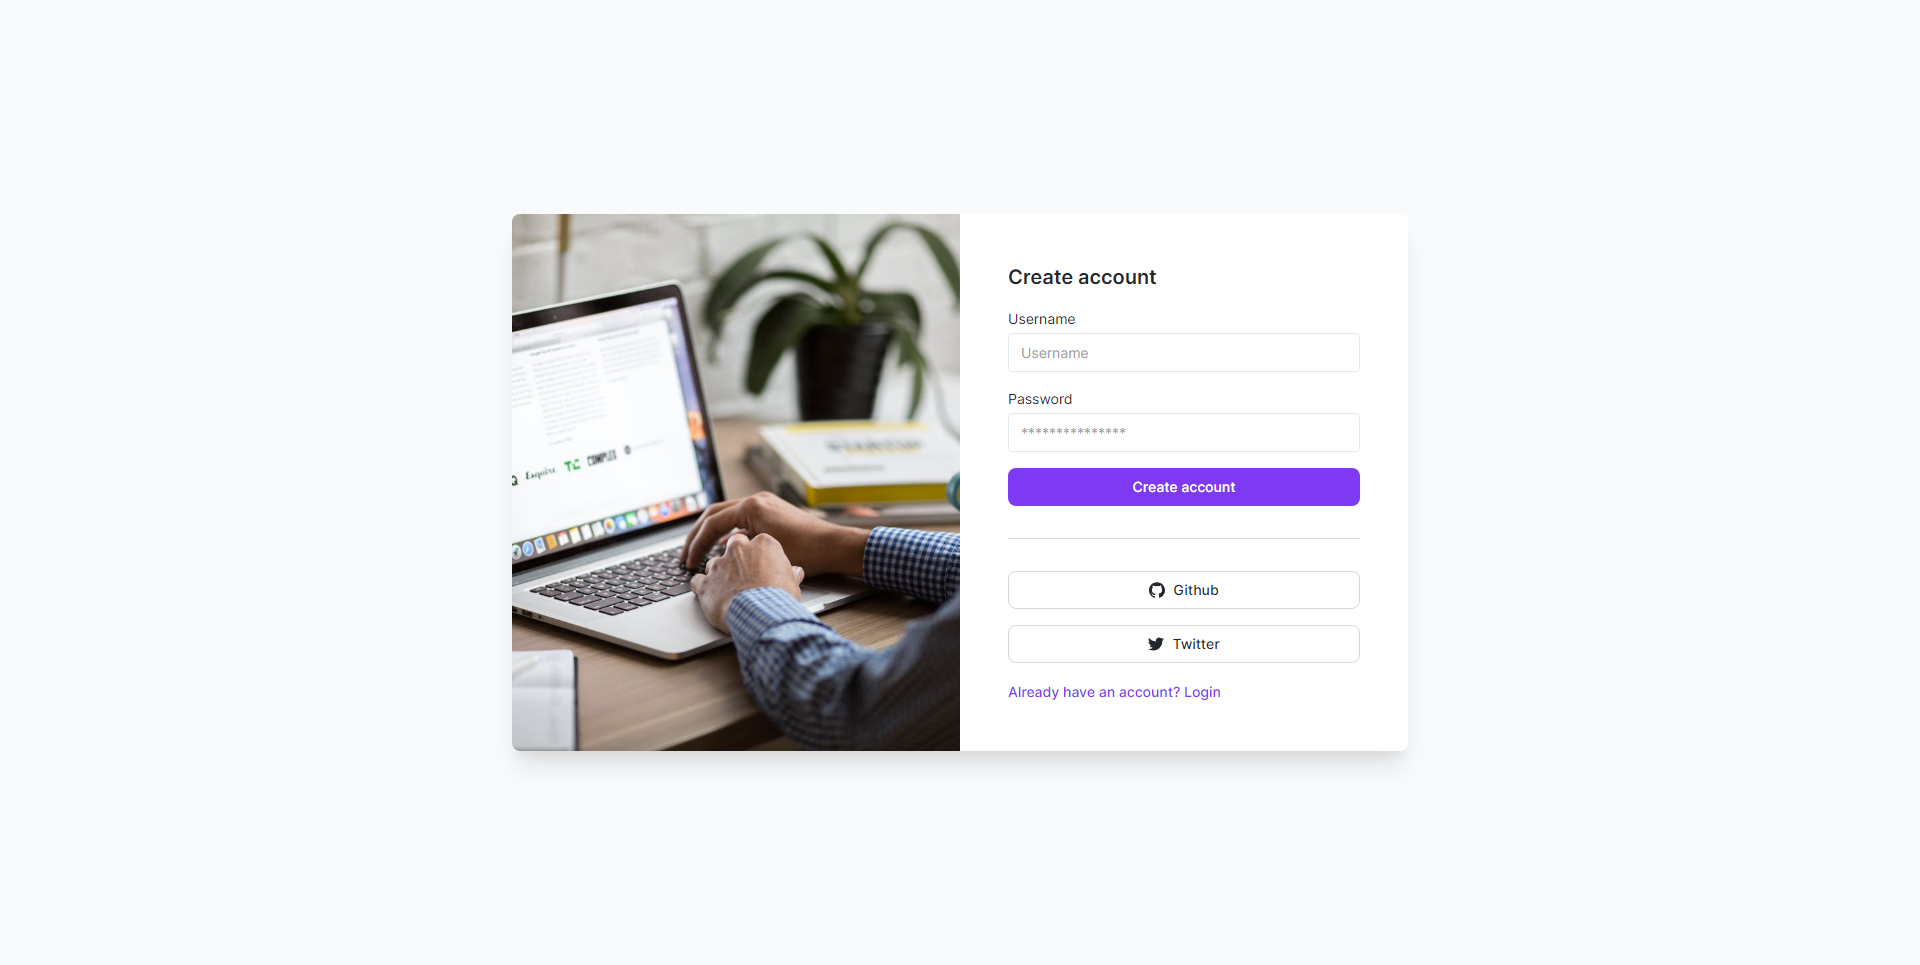 Create account
Username
Username
Password
***************
Create account
Github
Twitter
Already have an account? Login
Esquire TC COMPLEX